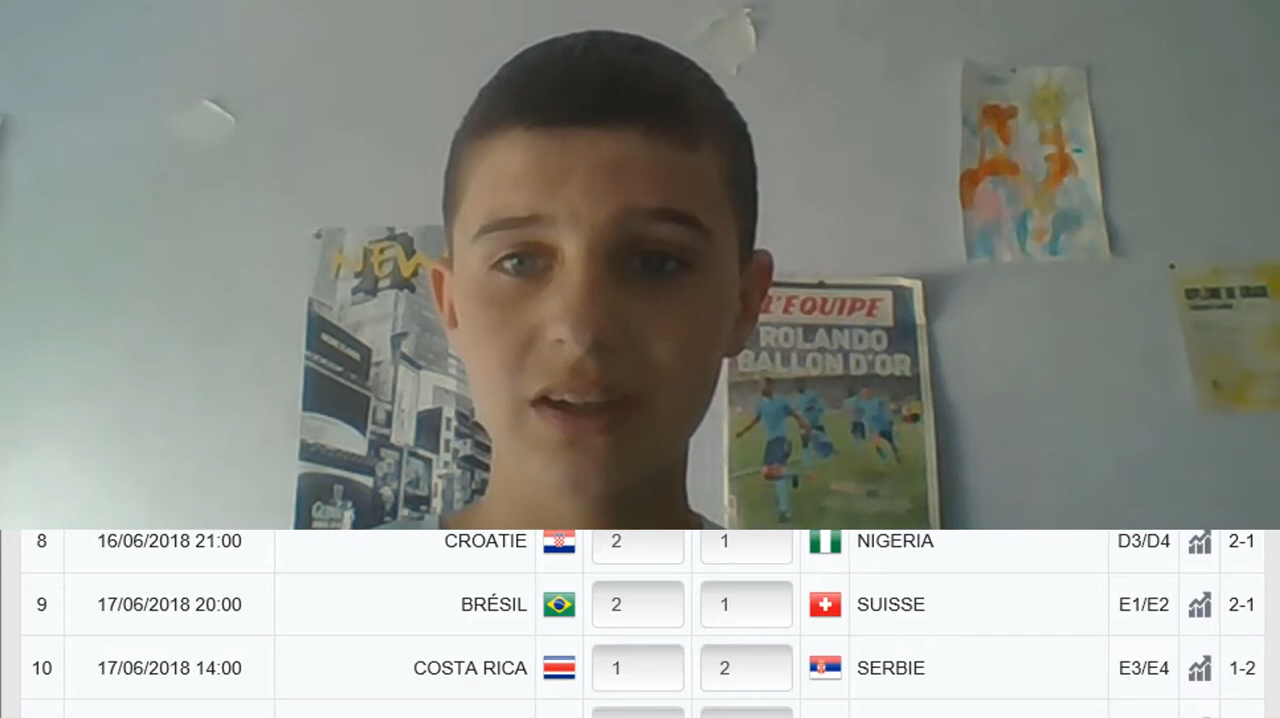 NEW
L'ÉQUIPE
ROLANDO
BALLON D'OR
8 16/06/2018 21:00 CROATIE 2 1 NIGERIA D3/D4 2-1
9 17/06/2018 20:00 BRÉSIL 2 1 SUISSE E1/E2 2-1
10 17/06/2018 14:00 COSTA RICA 1 2 SERBIE E3/E4 1-2